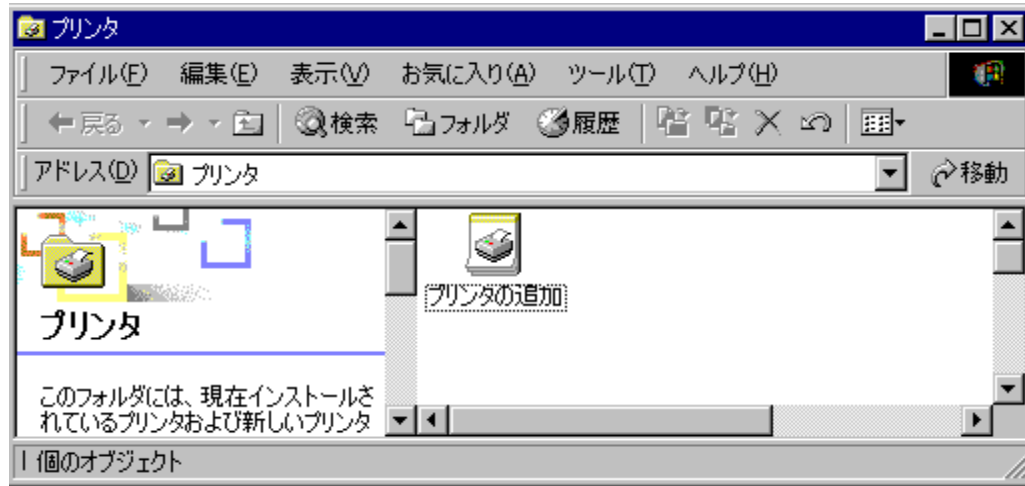 プリンタ
ファイル(F) 編集(E) 表示(V) お気に入り(A) ツール(T) ヘルプ(H)
戻る 検索 フォルダ 履歴
アドレス(D) プリンタ 移動
プリンタの追加
プリンタ
このフォルダには、現在インストールさ
れているプリンタおよび新しいプリンタ
1 個のオブジェクト